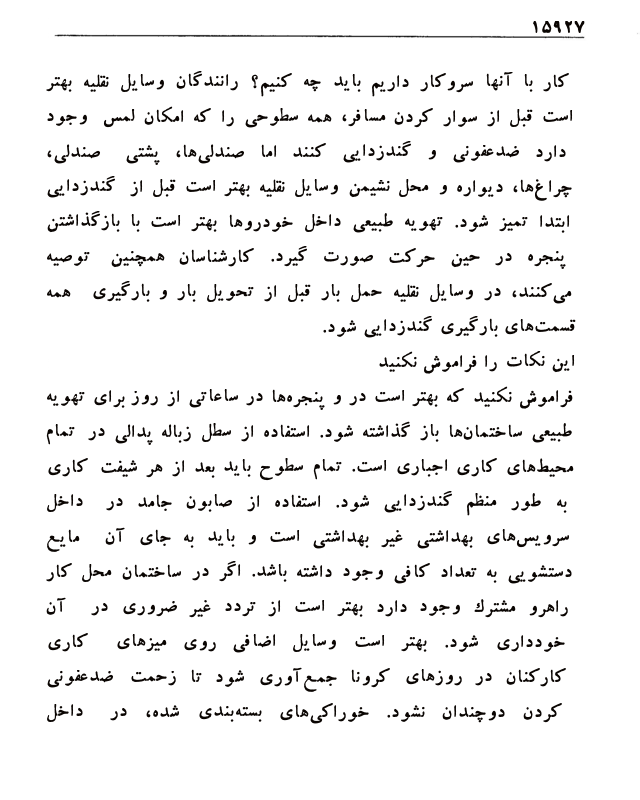 ۱۵۹۲۷
کار با آنها سروکار داریم باید چه کنیم؟ رانندگان وسایل نقلیه بهتر
است قبل از سوار کردن مسافر، همه سطوحی را که امکان لمس وجود
دارد ضدعفونی و گندزدایی کنند اما صندلی‌ها، پشتی صندلی،
چراغ‌ها، دیواره و محل نشیمن وسایل نقلیه بهتر است قبل از گندزدایی
ابتدا تمیز شود. تهویه طبیعی داخل خودروها بهتر است با بازگذاشتن
پنجره در حین حرکت صورت گیرد. کارشناسان همچنین توصیه
می‌کنند، در وسایل نقلیه حمل بار قبل از تحویل بار و بارگیری همه
قسمت‌های بارگیری گندزدایی شود.
این نکات را فراموش نکنید
فراموش نکنید که بهتر است در و پنجره‌ها در ساعاتی از روز برای تهویه
طبیعی ساختمان‌ها باز گذاشته شود. استفاده از سطل زباله پدالی در تمام
محیط‌های کاری اجباری است. تمام سطوح باید بعد از هر شیفت کاری
به طور منظم گندزدایی شود. استفاده از صابون جامد در داخل
سرویس‌های بهداشتی غیر بهداشتی است و باید به جای آن مایع
دستشویی به تعداد کافی وجود داشته باشد. اگر در ساختمان محل کار
راهرو مشترك وجود دارد بهتر است از تردد غیر ضروری در آن
خودداری شود. بهتر است وسایل اضافی روی میزهای کاری
کارکنان در روزهای کرونا جمع‌آوری شود تا زحمت ضدعفونی
کردن دوچندان نشود. خوراکی‌های بسته‌بندی شده، در داخل